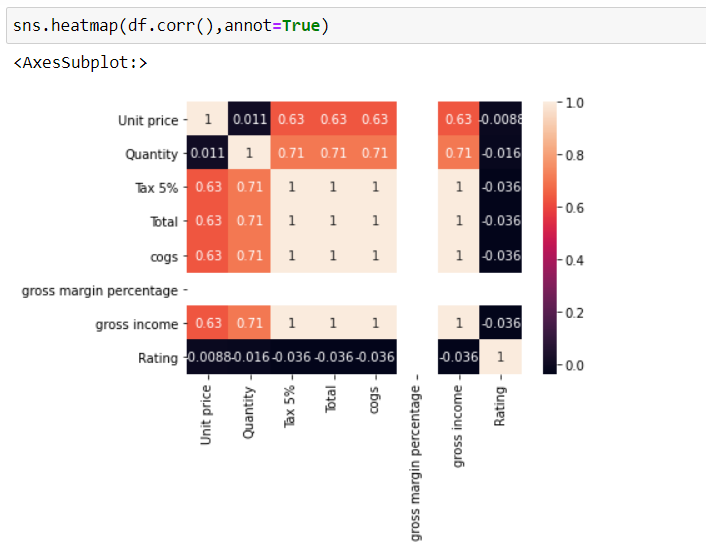 sns.heatmap(df.corr(),annot=True)
<AxesSubplot:>
Unit price 1 0.011 0.63 0.63 0.63 0.63 -0.0088 1.0
Quantity 0.011 1 0.71 0.71 0.71 0.71 -0.016 0.8
Tax 5% 0.63 0.71 1 1 1 1 -0.036
Total 0.63 0.71 1 1 1 1 -0.036 0.6
cogs 0.63 0.71 1 1 1 1 -0.036 0.4
gross margin percentage
gross income 0.63 0.71 1 1 1 1 -0.036 0.2
Rating -0.0088 -0.016 -0.036 -0.036 -0.036 -0.036 1 0.0
Unit price
Quantity
Tax 5%
Total
cogs
gross margin percentage
gross income
Rating